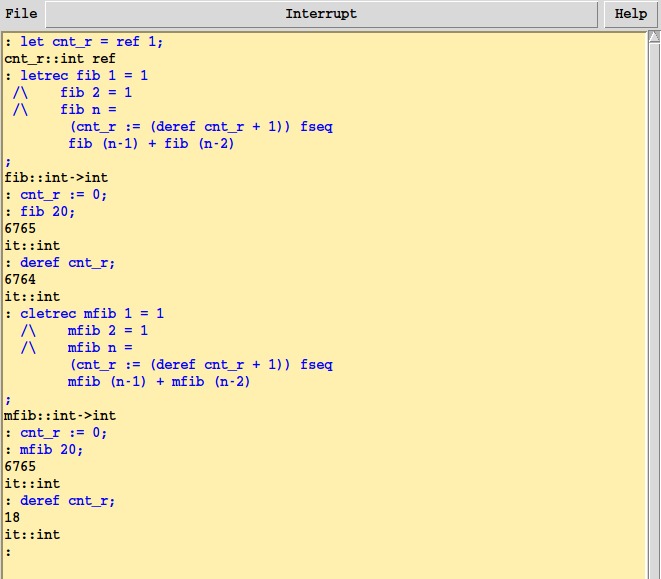 File Interrupt Help
: let cnt_r = ref 1;
cnt_r::int ref
: letrec fib 1 = 1
 /\    fib 2 = 1
 /\    fib n =
        (cnt_r := (deref cnt_r + 1)) fseq
        fib (n-1) + fib (n-2)
;
fib::int->int
: cnt_r := 0;
: fib 20;
6765
it::int
: deref cnt_r;
6764
it::int
: cletrec mfib 1 = 1
  /\    mfib 2 = 1
  /\    mfib n =
        (cnt_r := (deref cnt_r + 1)) fseq
        mfib (n-1) + mfib (n-2)
;
mfib::int->int
: cnt_r := 0;
: mfib 20;
6765
it::int
: deref cnt_r;
18
it::int
: